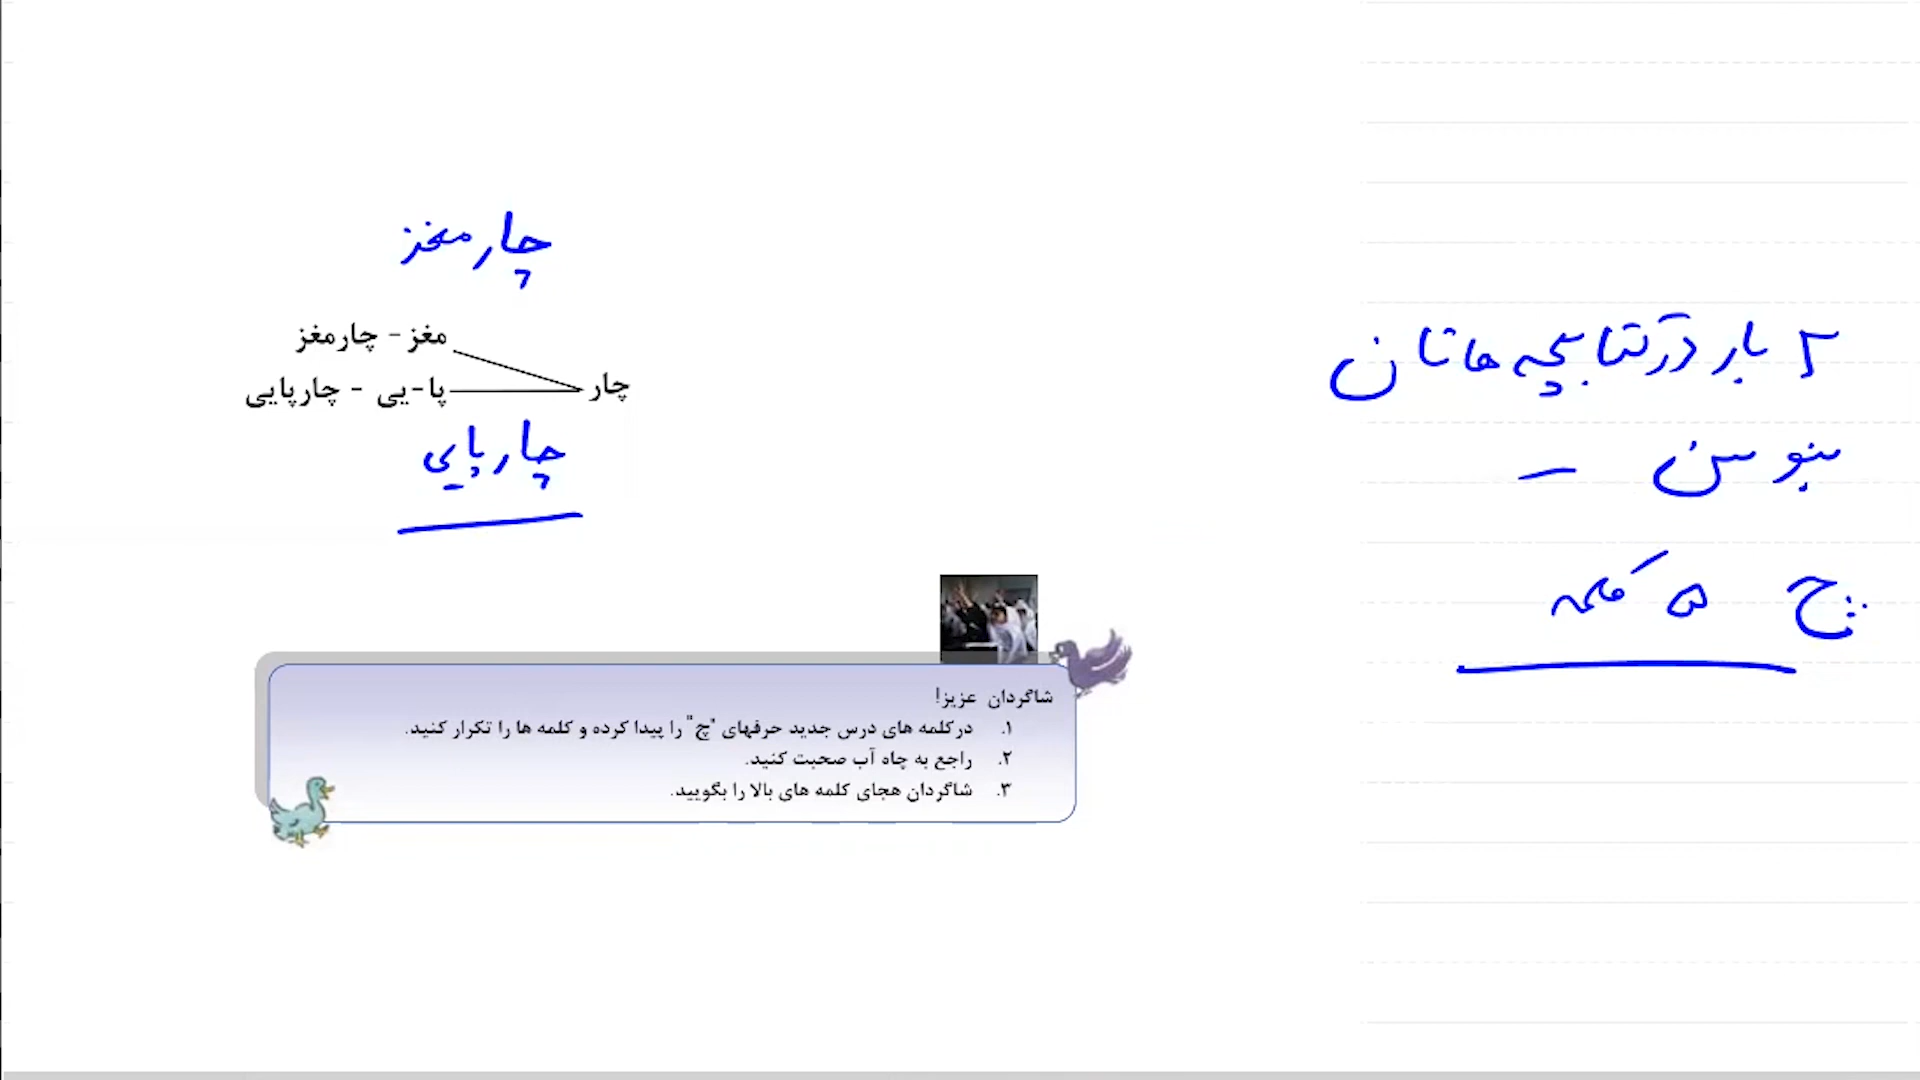 چارمغز
مغز - چارمغز
چار
پا-یی - چارپایی
چارپایی
۲ بار در کتابچه هاتان
بنویسن
چ ۵ کلمه
شاگردان عزیز!
۱. درکلمه های درس جدید حرفهای "چ" را پیدا کرده و کلمه ها را تکرار کنید.
۲. راجع به چاه آب صحبت کنید.
۳. شاگردان هجای کلمه های بالا را بگویید.